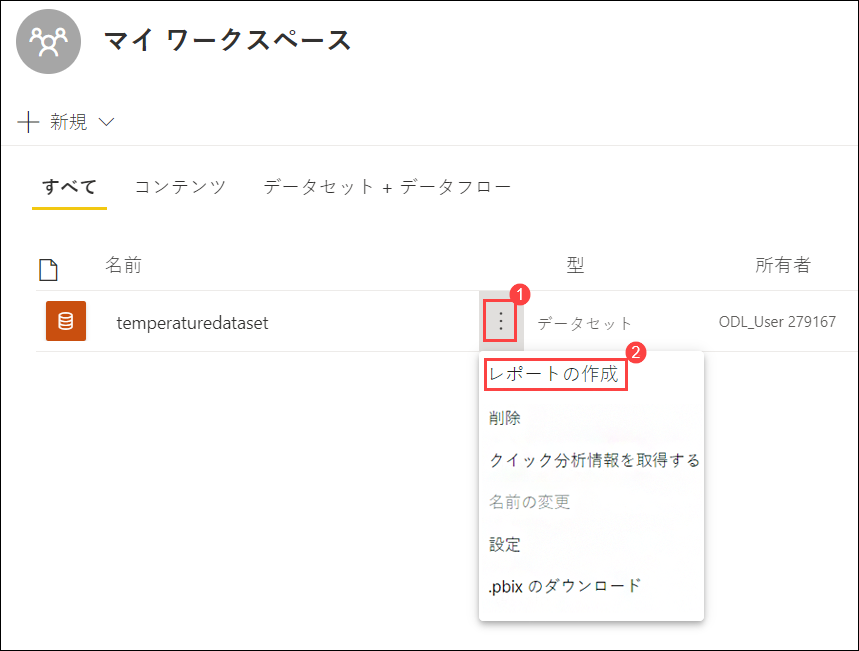 マイ ワークスペース
新規
すべて コンテンツ データセット + データフロー
名前 型 所有者
1
temperaturedataset データセット ODL_User 279167
2
レポートの作成
削除
クイック分析情報を取得する
名前の変更
設定
.pbix のダウンロード